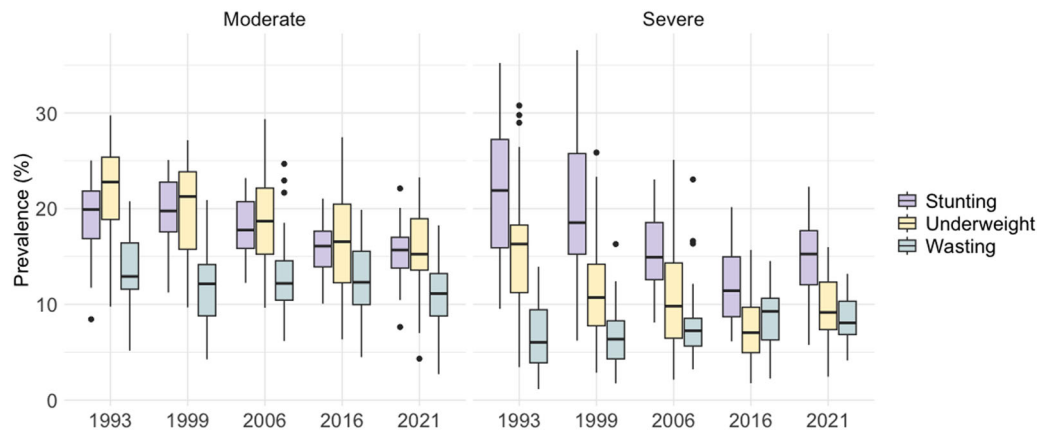 Moderate
Severe
Prevalence (%)
30
20
10
0
1993 1999 2006 2016 2021
1993 1999 2006 2016 2021
Stunting
Underweight
Wasting